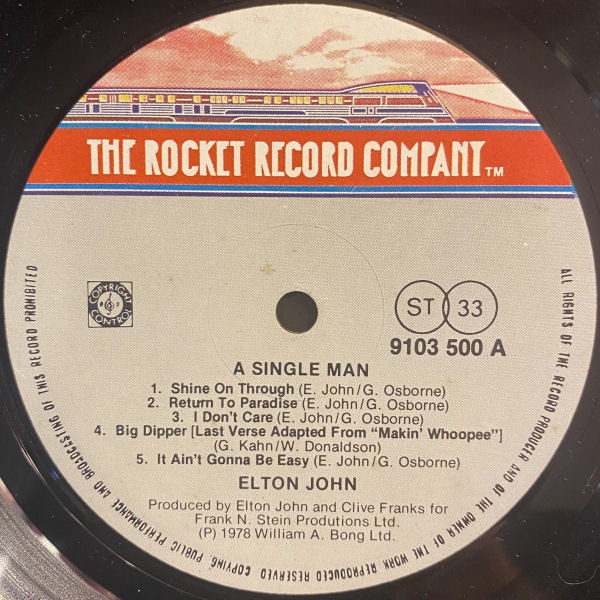 THE ROCKET RECORD COMPANY TM
COPYRIGHT
CONTROL
ST 33
9103 500 A
A SINGLE MAN
1. Shine On Through (E. John/G. Osborne)
2. Return To Paradise (E. John/G. Osborne)
3. I Don't Care (E. John/G. Osborne)
4. Big Dipper [Last Verse Adapted From “Makin' Whoopee”]
(G. Kahn/W. Donaldson)
5. It Ain't Gonna Be Easy (E. John/G. Osborne)
ELTON JOHN
Produced by Elton John and Clive Franks for
Frank N. Stein Produtions Ltd.
(P) 1978 William A. Bong Ltd.
ALL RIGHTS OF THE RECORD PRODUCER AND OF THE OWNER OF THE WORK REPRODUCED RESERVED COPYING, PUBLIC PERFORMANCE AND BROADCASTING OF THIS RECORD PROHIBITED